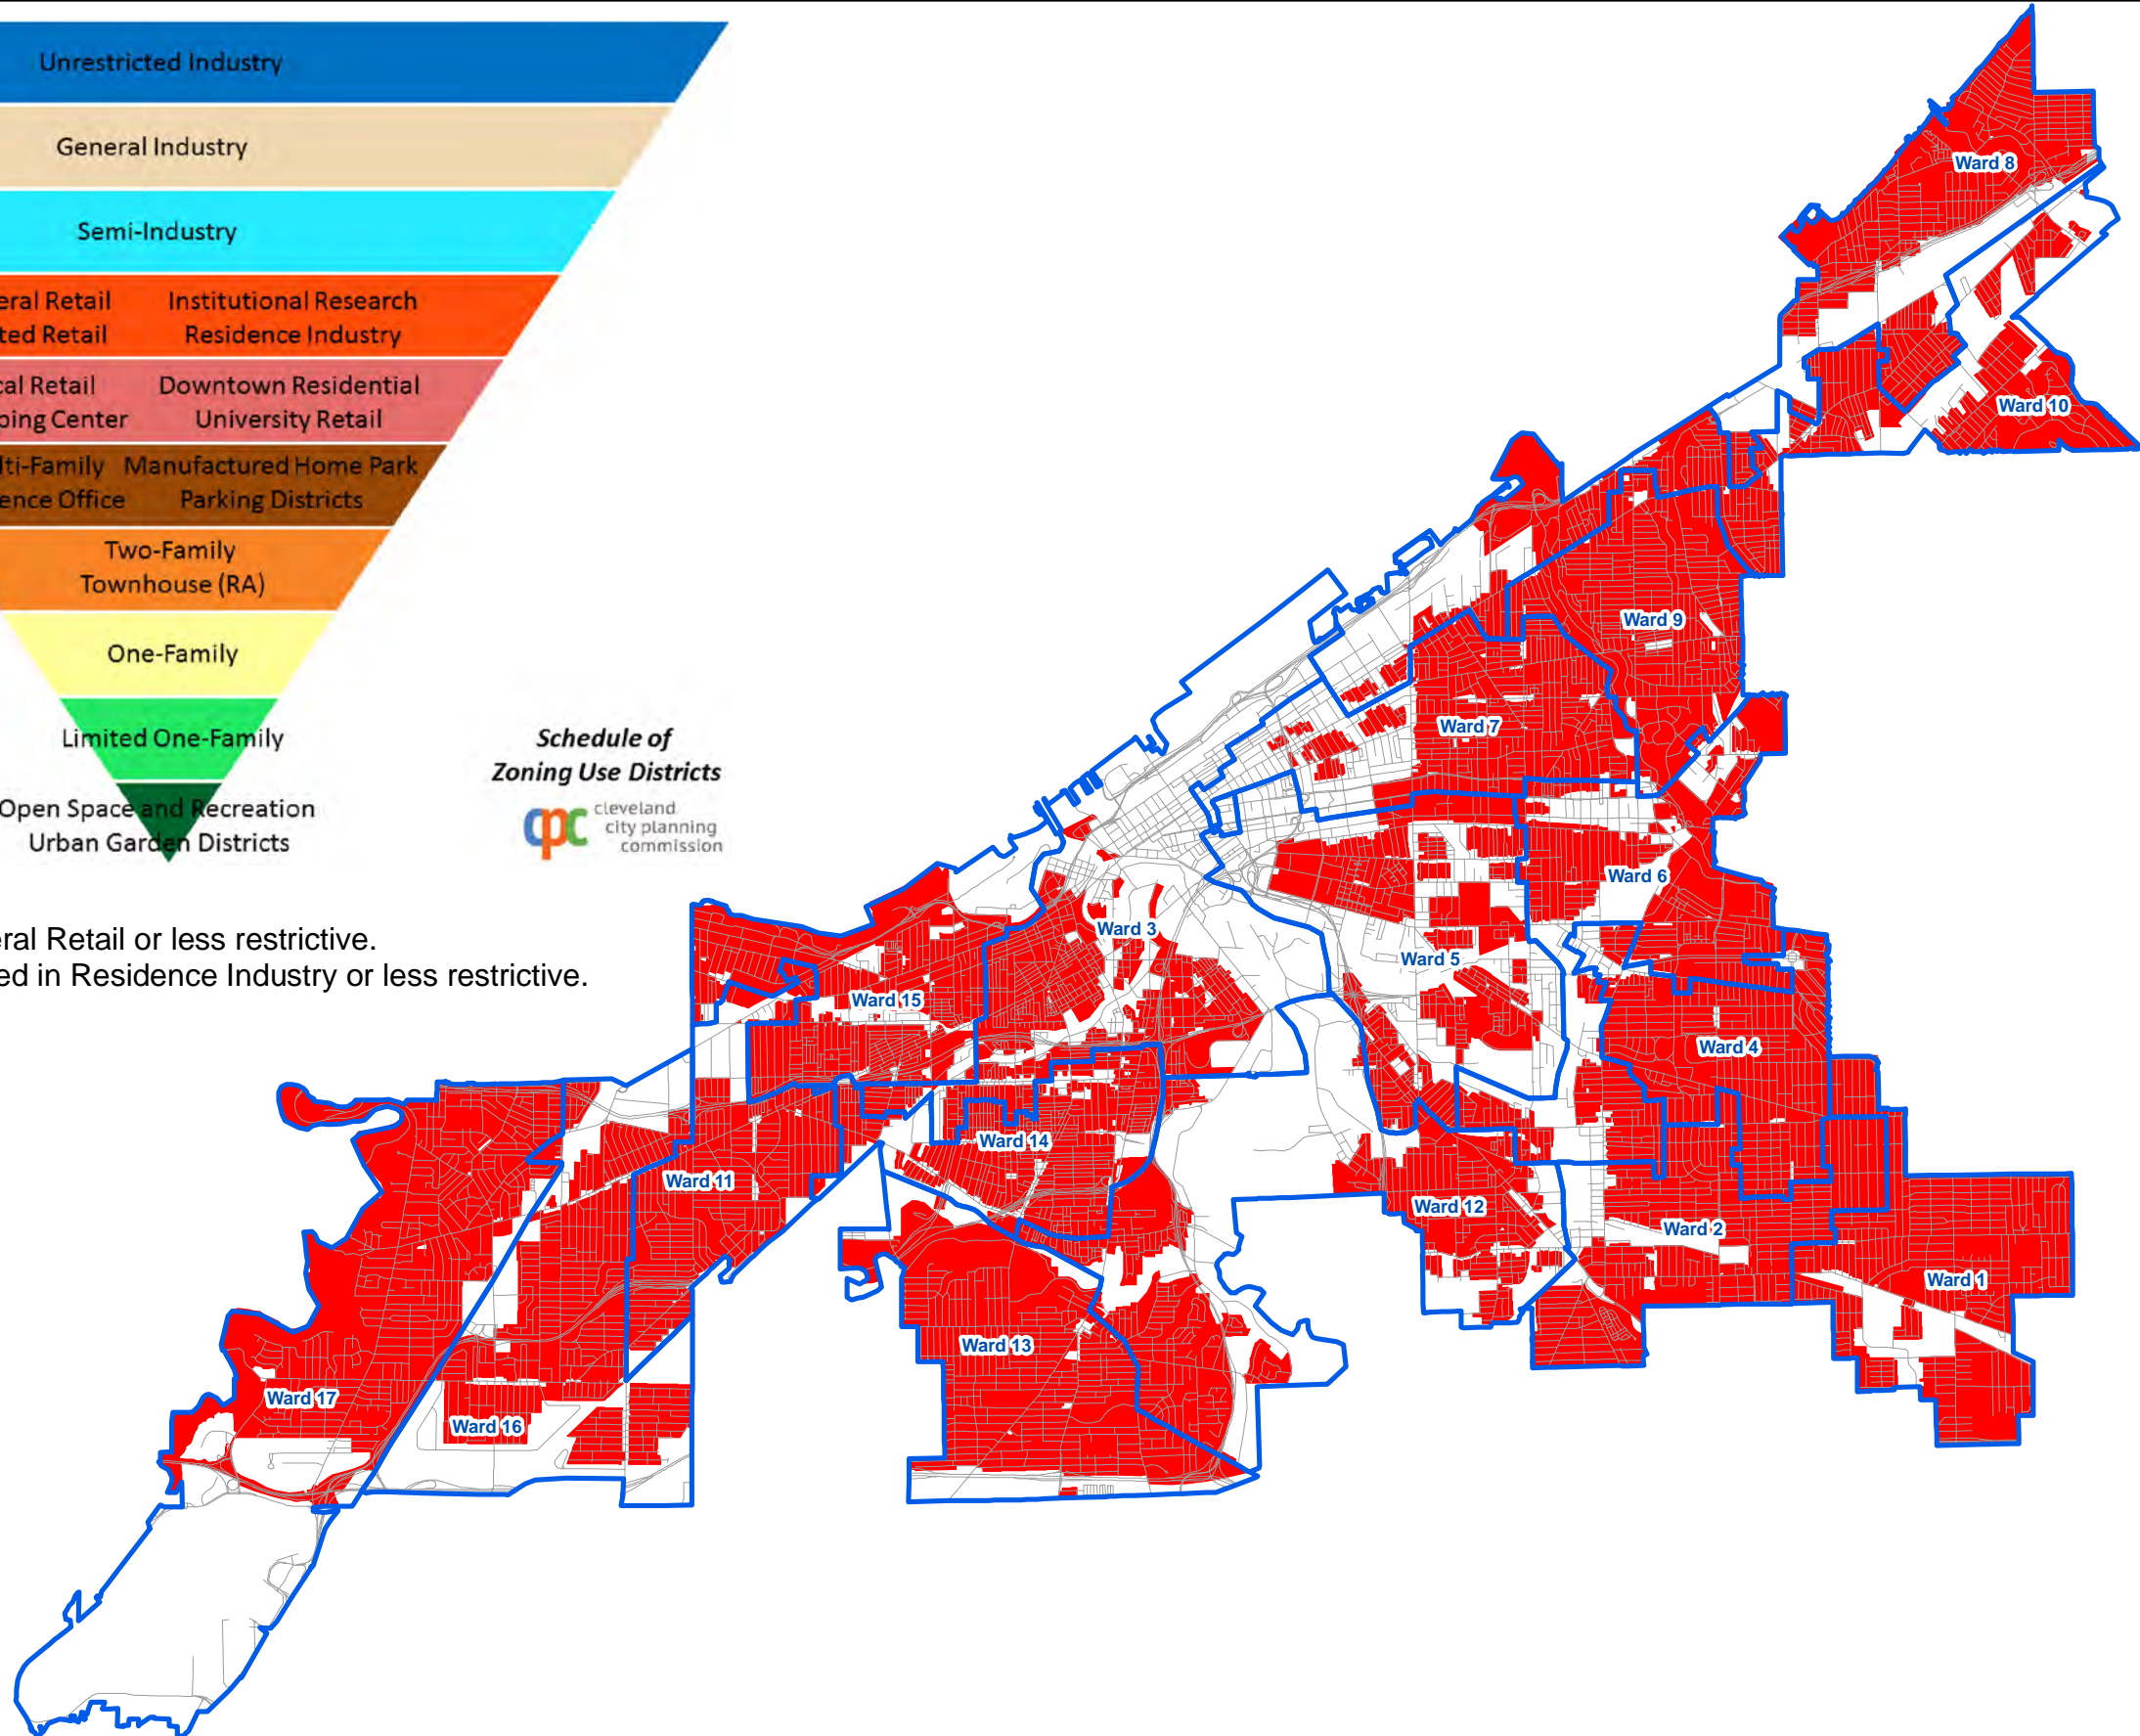 Unrestricted Industry
General Industry
Semi-Industry
eral Retail Institutional Research
ted Retail Residence Industry
cal Retail Downtown Residential
ping Center University Retail
lti-Family Manufactured Home Park
ence Office Parking Districts
Two-Family
Townhouse (RA)
One-Family
Limited One-Family
Open Space and Recreation
Urban Garden Districts
Schedule of
Zoning Use Districts
cpc cleveland
city planning
commission
eral Retail or less restrictive.
ed in Residence Industry or less restrictive.
Ward 8
Ward 10
Ward 9
Ward 7
Ward 6
Ward 3
Ward 5
Ward 15
Ward 4
Ward 14
Ward 11
Ward 12
Ward 2
Ward 1
Ward 13
Ward 17
Ward 16